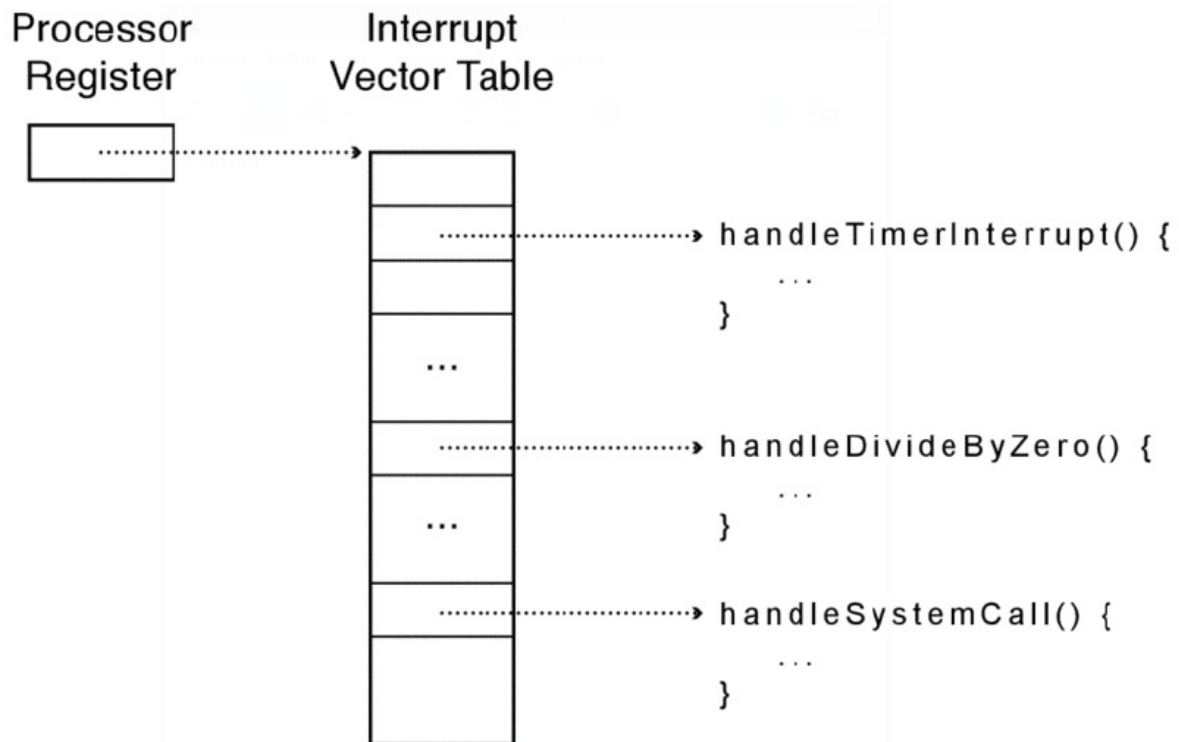 Processor
Register
Interrupt
Vector Table
handleTimerInterrupt() {
...
}
...
handleDivideByZero() {
...
}
...
handleSystemCall() {
...
}